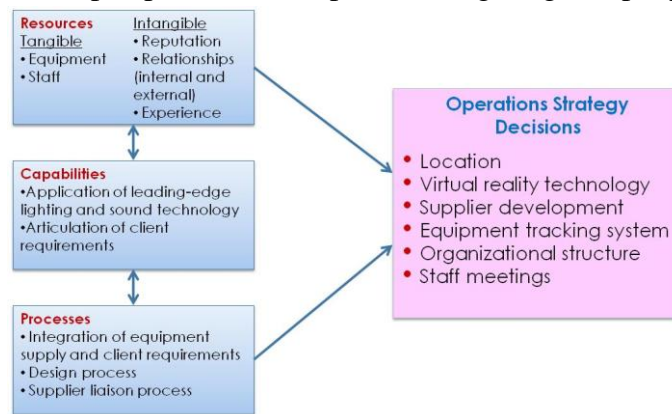 Resources
Tangible
• Equipment
• Staff
Intangible
• Reputation
• Relationships
(internal and
external)
• Experience
Capabilities
•Application of leading-edge
lighting and sound technology
•Articulation of client
requirements
Processes
• Integration of equipment
supply and client requirements
• Design process
• Supplier liaison process
Operations Strategy
Decisions
• Location
• Virtual reality technology
• Supplier development
• Equipment tracking system
• Organizational structure
• Staff meetings